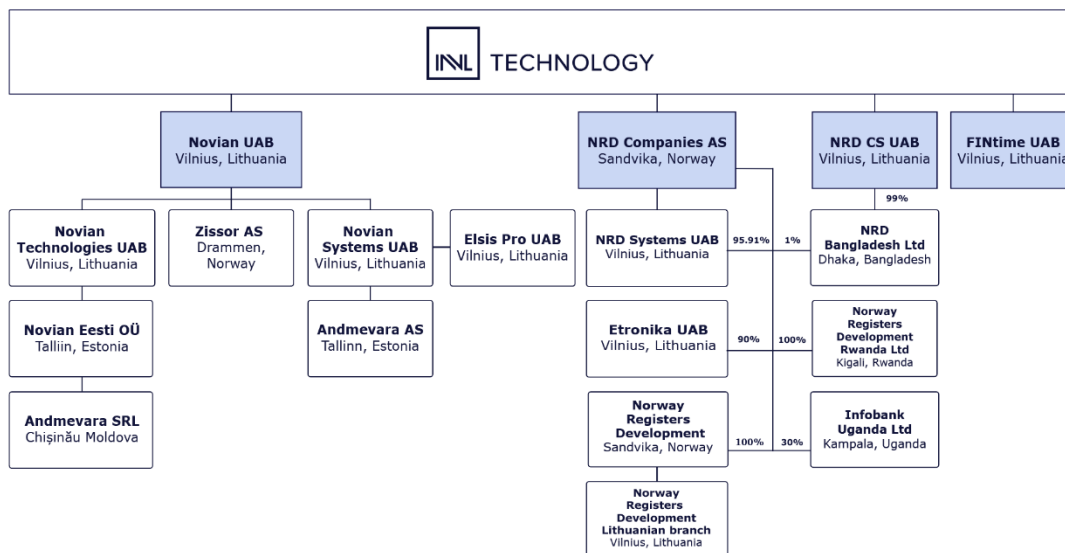 INVL TECHNOLOGY
Novian UAB
Vilnius, Lithuania
NRD Companies AS
Sandvika, Norway
NRD CS UAB
Vilnius, Lithuania
FINtime UAB
Vilnius, Lithuania
99%
Novian
Technologies UAB
Vilnius, Lithuania
Zissor AS
Drammen,
Norway
Novian
Systems UAB
Vilnius, Lithuania
Elsis Pro UAB
Vilnius, Lithuania
NRD Systems UAB
Vilnius, Lithuania
95.91%
1%
NRD
Bangladesh Ltd
Dhaka, Bangladesh
Novian Eesti OÜ
Talliin, Estonia
Andmevara AS
Tallinn, Estonia
Etronika UAB
Vilnius, Lithuania
90%
100%
Norway
Registers
Development
Rwanda Ltd
Kigali, Rwanda
Andmevara SRL
Chișinău Moldova
Norway
Registers
Development
Sandvika, Norway
100%
30%
Infobank
Uganda Ltd
Kampala, Uganda
Norway
Registers
Development
Lithuanian branch
Vilnius, Lithuania